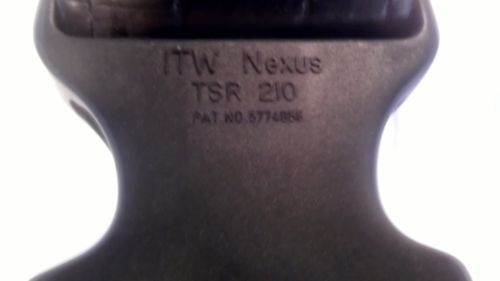 ITW Nexus
TSR 210
PAT NO. 5774956